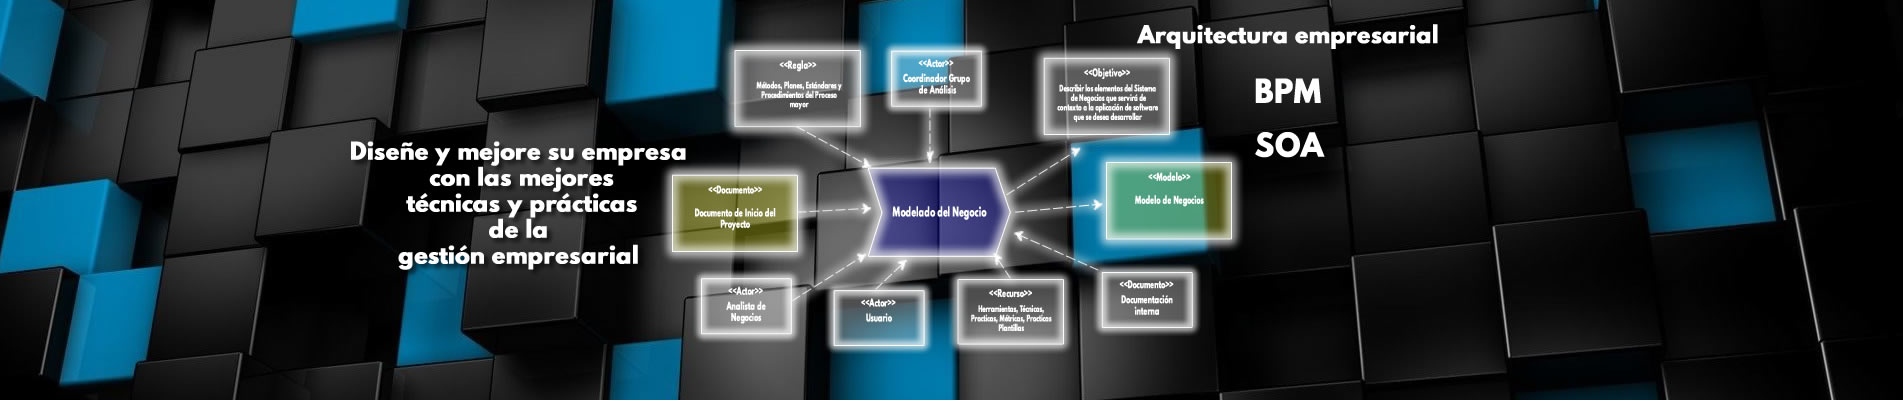 Arquitectura empresarial
BPM
SOA
Diseñe y mejore su empresa
con las mejores
técnicas y prácticas
de la
gestión empresarial
<<Regla>>
Métodos, Planes, Estándares y
Procedimientos del Proceso
mayor
<<Actor>>
Coordinador Grupo
de Análisis
<<Objetivo>>
Describir los elementos del Sistema
de Negocios que servirá de
contexto a la aplicación de software
que se desea desarrollar
<<Documento>>
Documento de Inicio del
Proyecto
Modelado del Negocio
<<Modelo>>
Modelo de Negocios
<<Actor>>
Analista de
Negocios
<<Actor>>
Usuario
<<Recurso>>
Herramientas, Técnicas,
Practicas, Métricas, Practicas
Plantillas
<<Documento>>
Documentación
interna